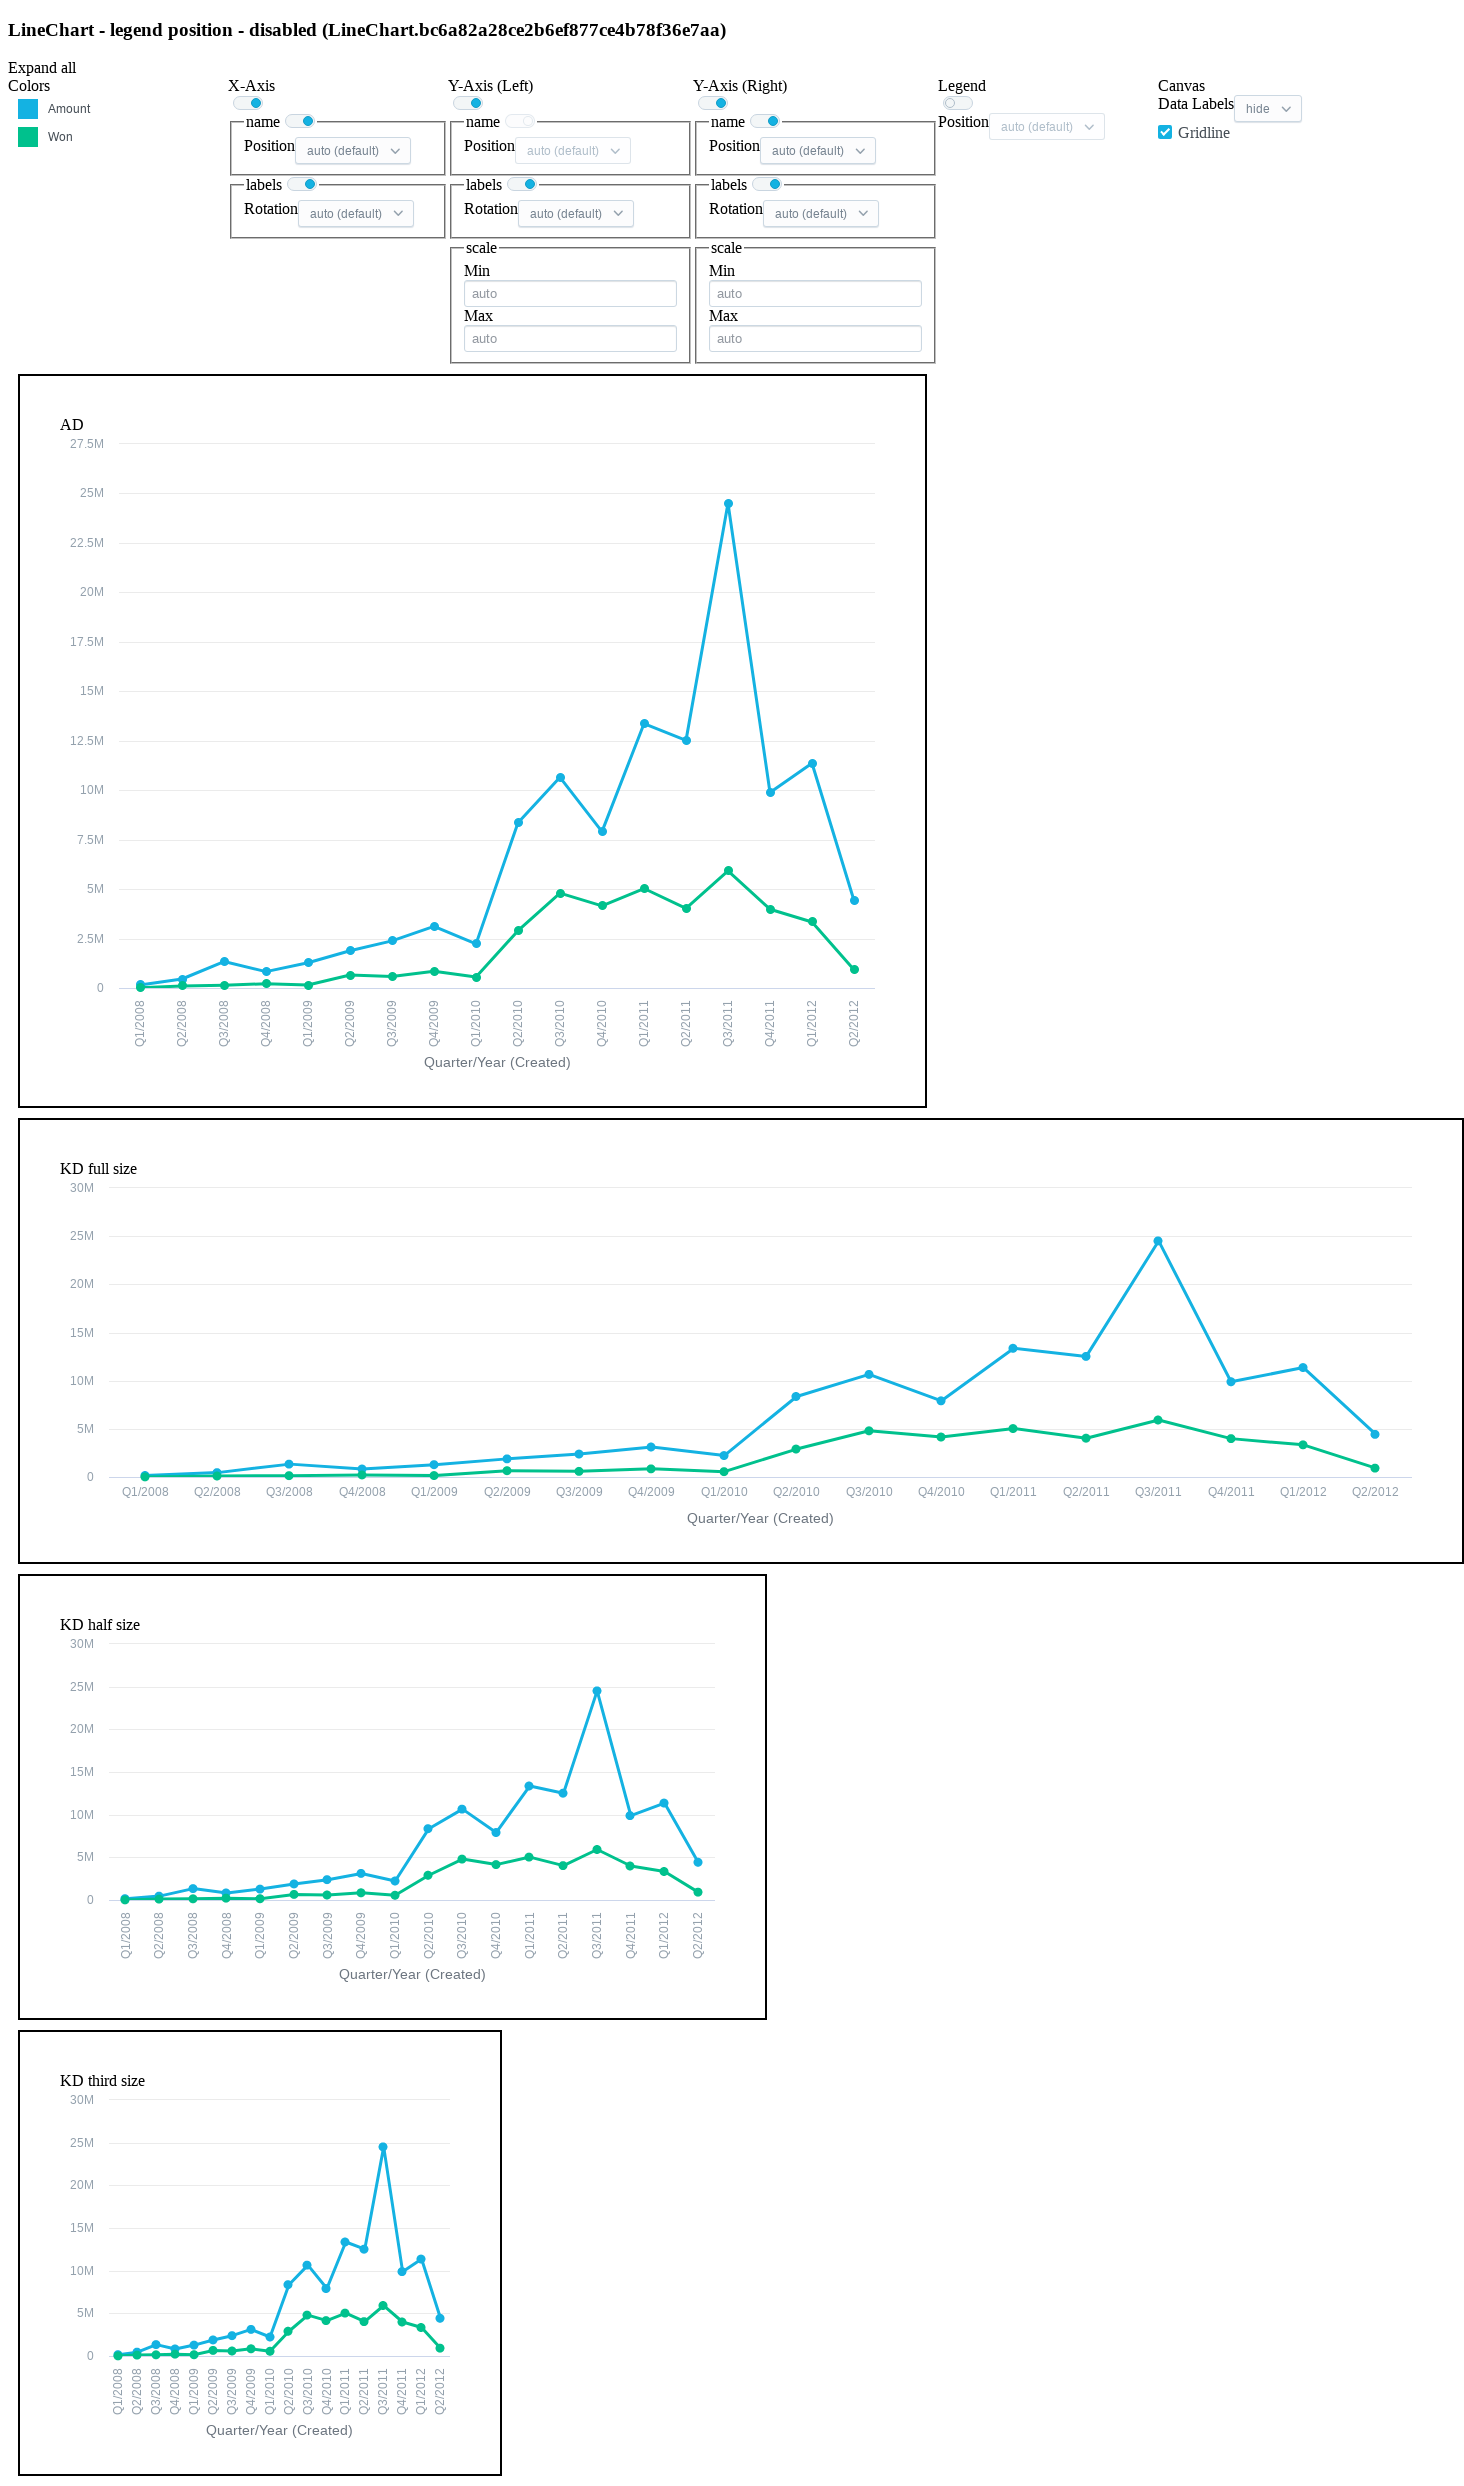 LineChart - legend position - disabled (LineChart.bc6a82a28ce2b6ef877ce4b78f36e7aa)
Expand all
Colors
Amount
Won
X-Axis
name
Position auto (default)
labels
Rotation auto (default)
Y-Axis (Left)
name
Position auto (default)
labels
Rotation auto (default)
scale
Min
auto
Max
auto
Y-Axis (Right)
name
Position auto (default)
labels
Rotation auto (default)
scale
Min
auto
Max
auto
Legend
Position auto (default)
Canvas
Data Labels hide
Gridline
AD
27.5M
25M
22.5M
20M
17.5M
15M
12.5M
10M
7.5M
5M
2.5M
0
Q1/2008 Q2/2008 Q3/2008 Q4/2008 Q1/2009 Q2/2009 Q3/2009 Q4/2009 Q1/2010 Q2/2010 Q3/2010 Q4/2010 Q1/2011 Q2/2011 Q3/2011 Q4/2011 Q1/2012 Q2/2012
Quarter/Year (Created)
KD full size
30M
25M
20M
15M
10M
5M
0
Q1/2008 Q2/2008 Q3/2008 Q4/2008 Q1/2009 Q2/2009 Q3/2009 Q4/2009 Q1/2010 Q2/2010 Q3/2010 Q4/2010 Q1/2011 Q2/2011 Q3/2011 Q4/2011 Q1/2012 Q2/2012
Quarter/Year (Created)
KD half size
30M
25M
20M
15M
10M
5M
0
Q1/2008 Q2/2008 Q3/2008 Q4/2008 Q1/2009 Q2/2009 Q3/2009 Q4/2009 Q1/2010 Q2/2010 Q3/2010 Q4/2010 Q1/2011 Q2/2011 Q3/2011 Q4/2011 Q1/2012 Q2/2012
Quarter/Year (Created)
KD third size
30M
25M
20M
15M
10M
5M
0
Q1/2008 Q2/2008 Q3/2008 Q4/2008 Q1/2009 Q2/2009 Q3/2009 Q4/2009 Q1/2010 Q2/2010 Q3/2010 Q4/2010 Q1/2011 Q2/2011 Q3/2011 Q4/2011 Q1/2012 Q2/2012
Quarter/Year (Created)